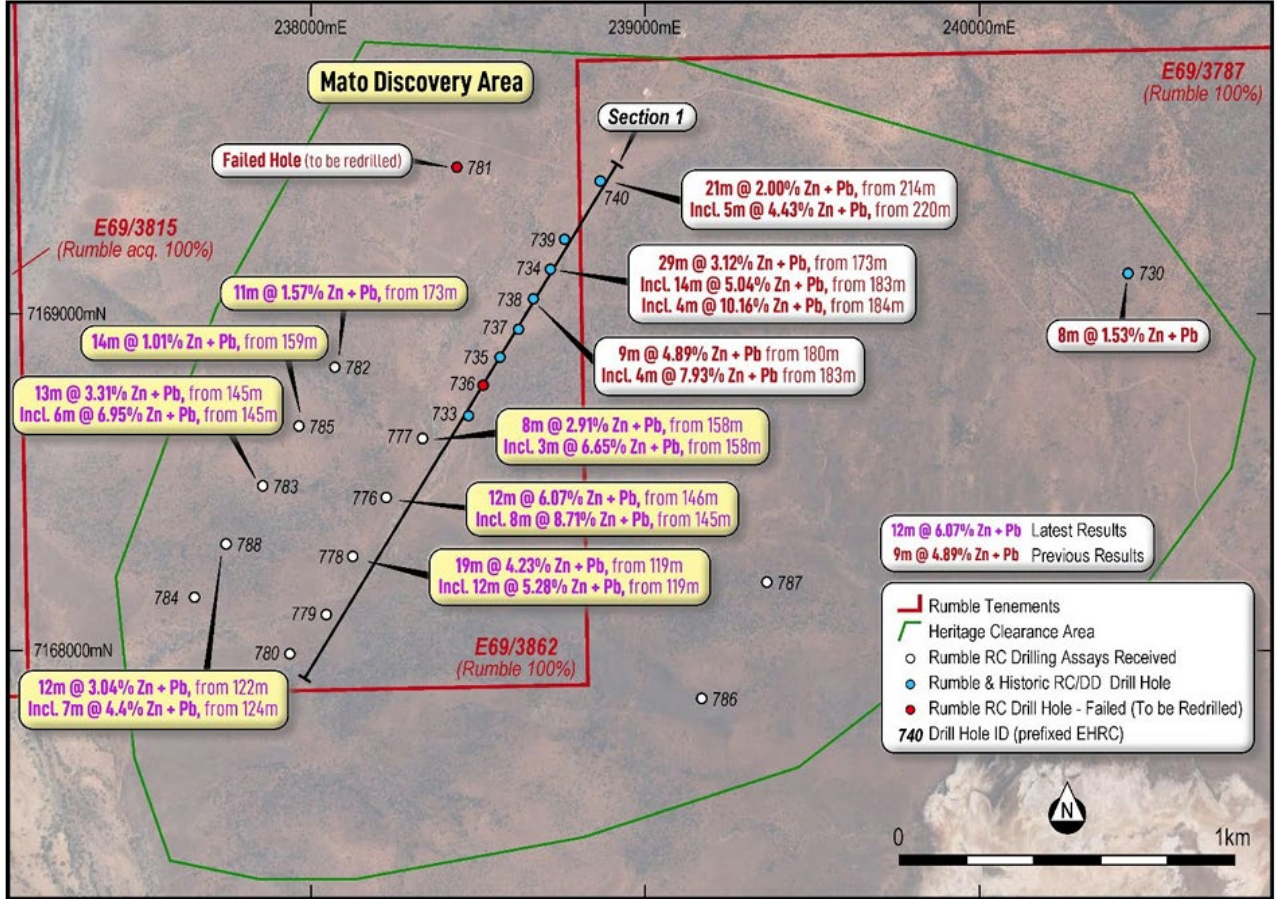 238000mE
239000mE
240000mE
Mato Discovery Area
E69/3787
(Rumble 100%)
Section 1
Failed Hole (to be redrilled)
781
740
21m @ 2.00% Zn + Pb, from 214m
Incl. 5m @ 4.43% Zn + Pb, from 220m
E69/3815
(Rumble acq. 100%)
739
734
29m @ 3.12% Zn + Pb, from 173m
Incl. 14m @ 5.04% Zn + Pb, from 183m
Incl. 4m @ 10.16% Zn + Pb, from 184m
730
11m @ 1.57% Zn + Pb, from 173m
738
7169000mN
737
8m @ 1.53% Zn + Pb
14m @ 1.01% Zn + Pb, from 159m
735
9m @ 4.89% Zn + Pb from 180m
Incl. 4m @ 7.93% Zn + Pb from 183m
782
736
13m @ 3.31% Zn + Pb, from 145m
Incl. 6m @ 6.95% Zn + Pb, from 145m
733
785
777
8m @ 2.91% Zn + Pb, from 158m
Incl. 3m @ 6.65% Zn + Pb, from 158m
783
776
12m @ 6.07% Zn + Pb, from 146m
Incl. 8m @ 8.71% Zn + Pb, from 145m
12m @ 6.07% Zn + Pb Latest Results
9m @ 4.89% Zn + Pb Previous Results
788
778
19m @ 4.23% Zn + Pb, from 119m
Incl. 12m @ 5.28% Zn + Pb, from 119m
787
784
779
780
7168000mN
E69/3862
(Rumble 100%)
12m @ 3.04% Zn + Pb, from 122m
Incl. 7m @ 4.4% Zn + Pb, from 124m
786
Rumble Tenements
Heritage Clearance Area
Rumble RC Drilling Assays Received
Rumble & Historic RC/DD Drill Hole
Rumble RC Drill Hole - Failed (To be Redrilled)
740 Drill Hole ID (prefixed EHRC)
N
0
1km